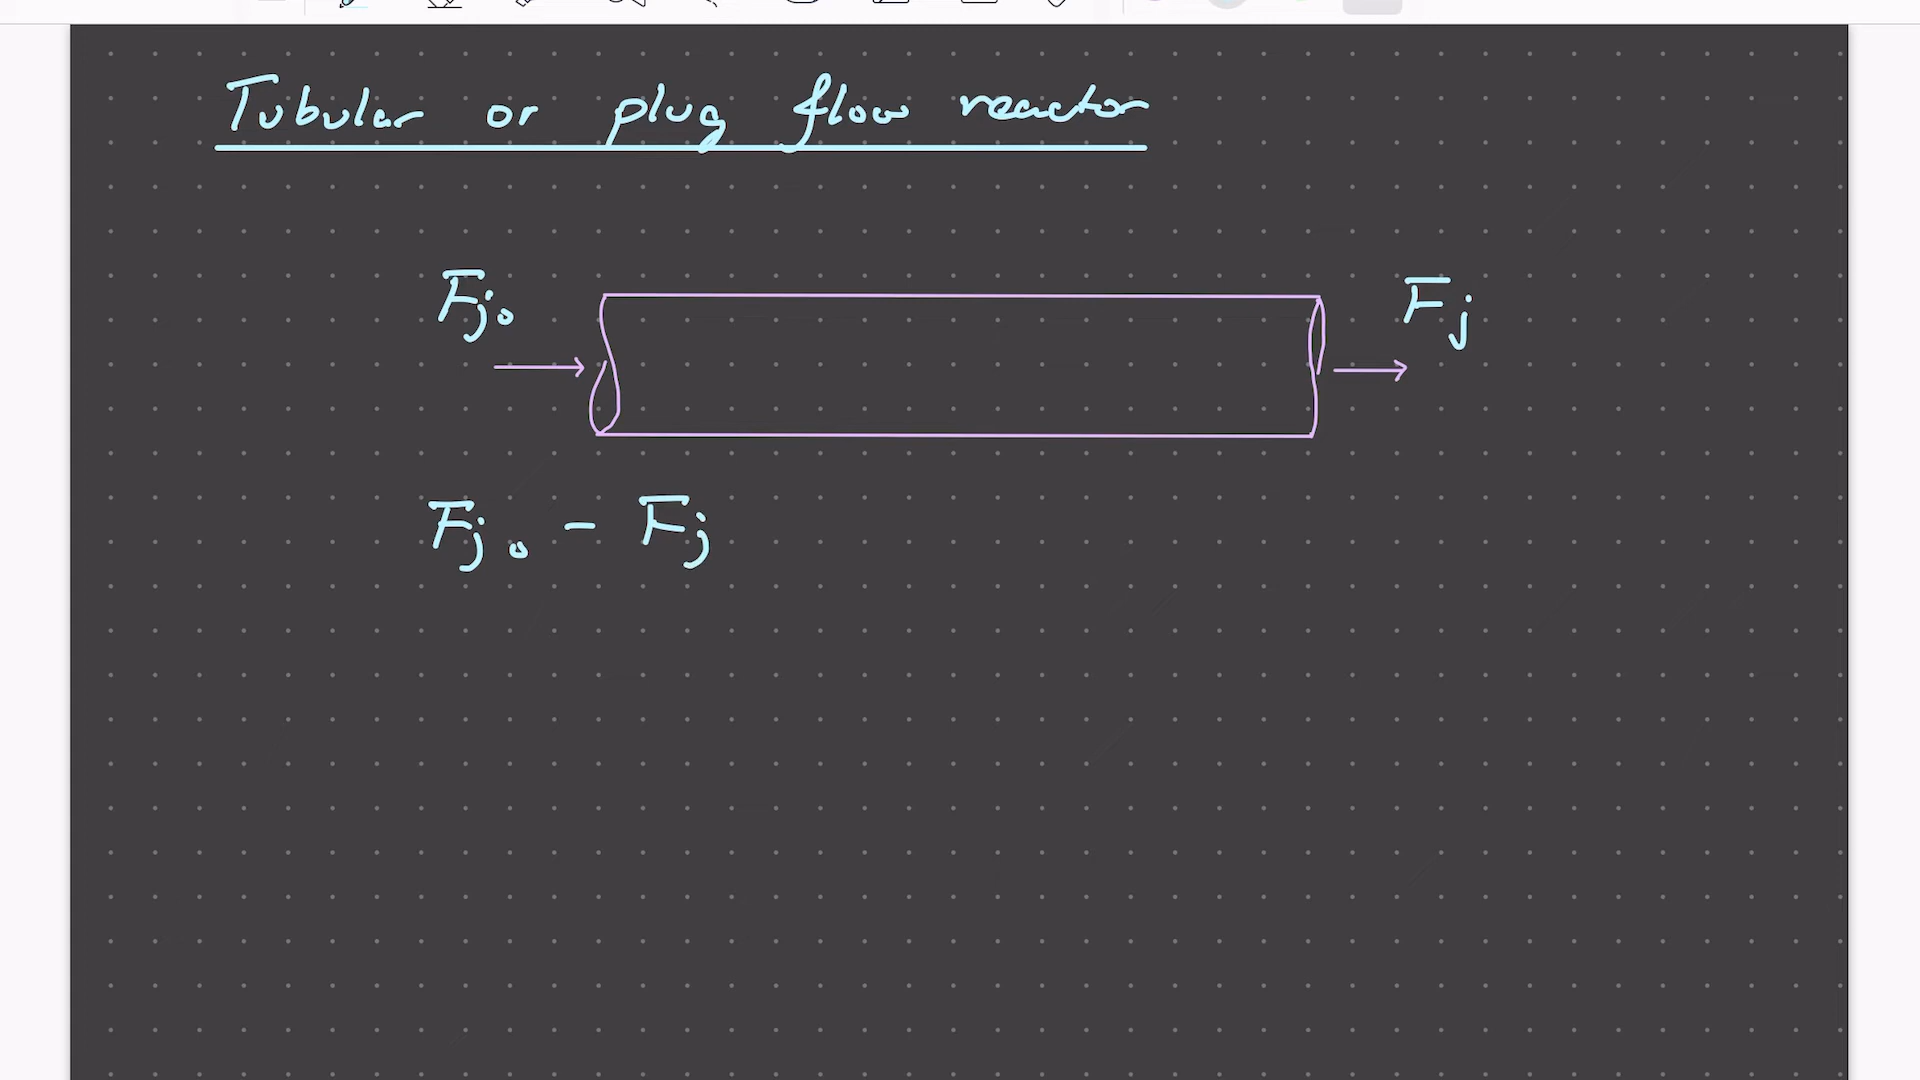 Tubular or plug flow reactor
Fj₀
Fj
Fj₀ - Fj